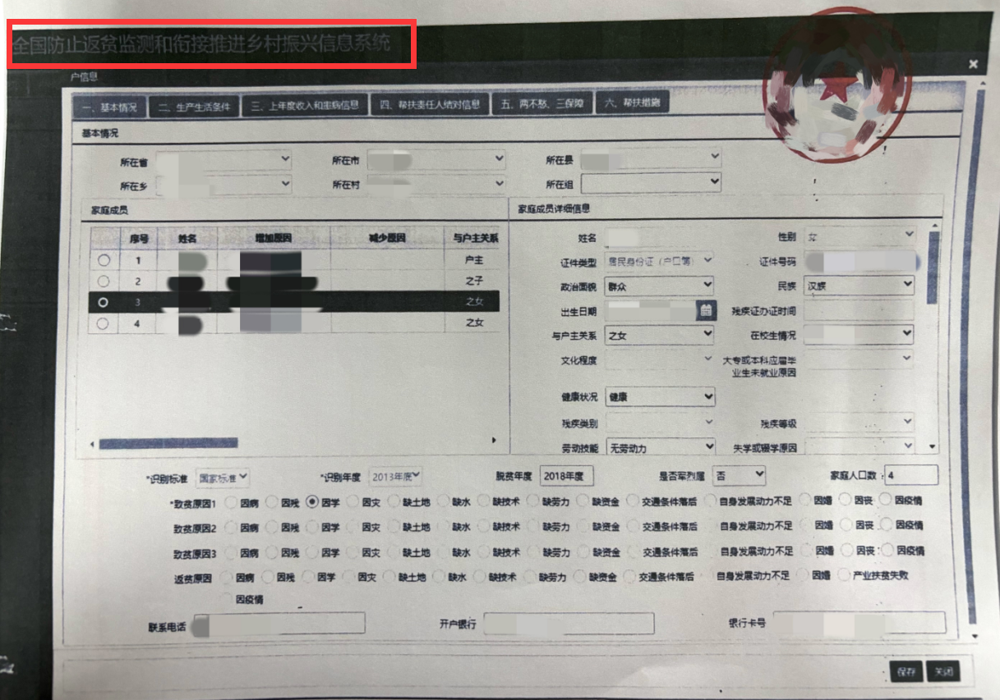 全国防止返贫监测和衔接推进乡村振兴信息系统
户信息
一、基本情况 二、生产生活条件 三、上年度收入和患病信息 四、帮扶责任人结对信息 五、两不愁、三保障 六、帮扶措施
基本情况
所在省 所在市 所在县
所在乡 所在村 所在组
家庭成员 家庭成员详细信息
序号 姓名 增加原因 减少原因 与户主关系
1 户主
2 之子
3 之女
4 之女
姓名 性别 女
证件类型 居民身份证（户口簿） 证件号码
政治面貌 群众 民族 汉族
出生日期 残疾证办证时间
与户主关系 之女 在校生情况
文化程度 大专或本科应届毕
业生未就业原因
健康状况 健康
残疾类别 残疾等级
劳动技能 无劳动力 失学或辍学原因
*识别标准 国家标准 *识别年度 2013年底 脱贫年度 2018年度 是否军烈属 否 家庭人口数： 4
*致贫原因1 因病 因残 因学 因灾 缺土地 缺水 缺技术 缺劳力 缺资金 交通条件落后 自身发展动力不足 因婚 因丧 因疫情
致贫原因2 因病 因残 因学 因灾 缺土地 缺水 缺技术 缺劳力 缺资金 交通条件落后 自身发展动力不足 因婚 因丧 因疫情
致贫原因3 因病 因残 因学 因灾 缺土地 缺水 缺技术 缺劳力 缺资金 交通条件落后 自身发展动力不足 因婚 因丧 因疫情
返贫原因 因病 因残 因学 因灾 缺土地 缺水 缺技术 缺劳力 缺资金 交通条件落后 自身发展动力不足 因婚 产业扶贫失败
因疫情
联系电话 开户银行 银行卡号
保存 关闭